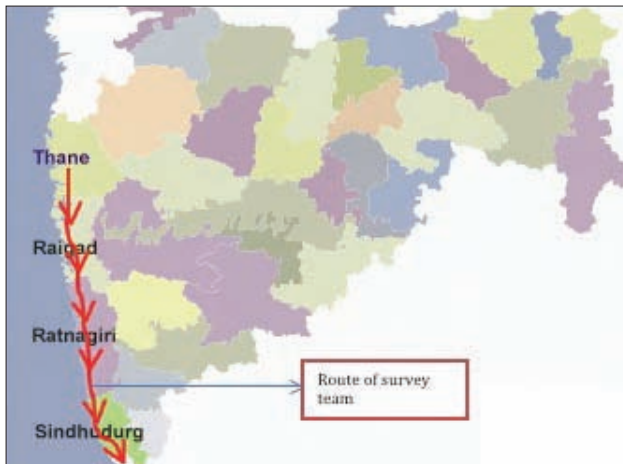 Thane
Raigad
Ratnagiri
Route of survey
team
Sindhudurg